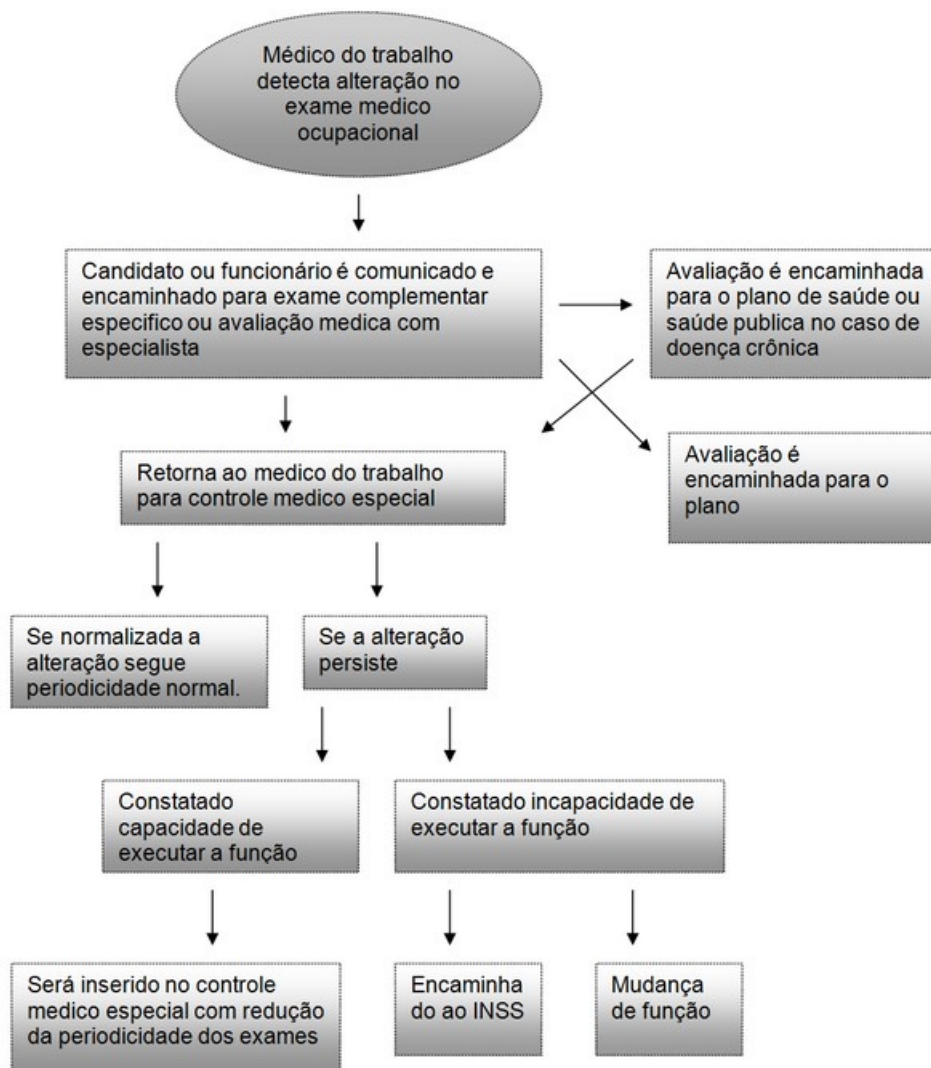 Médico do trabalho
detecta alteração no
exame medico
ocupacional
Candidato ou funcionário é comunicado e
encaminhado para exame complementar
especifico ou avaliação medica com
especialista
Avaliação é encaminhada
para o plano de saúde ou
saúde publica no caso de
doença crônica
Retorna ao medico do trabalho
para controle medico especial
Avaliação é
encaminhada para o
plano
Se normalizada a
alteração segue
periodicidade normal.
Se a alteração
persiste
Constatado
capacidade de
executar a função
Constatado incapacidade de
executar a função
Será inserido no controle
medico especial com redução
da periodicidade dos exames
Encaminha
do ao INSS
Mudança
de função